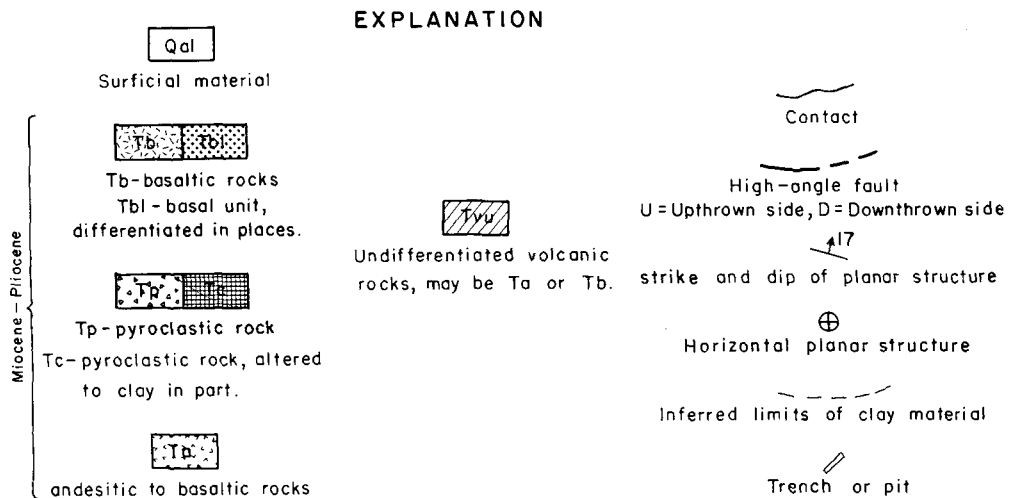 EXPLANATION
Qal
Surficial material
Miocene-Pliacene
Tb Tbl
Tb-basaltic rocks
Tbl-basal unit,
differentiated in places.
Tp Tc
Tp-pyroclastic rock
Tc-pyroclastic rock, altered
to clay in part.
Ta
andesitic to basaltic rocks
Tvu
Undifferentiated volcanic
rocks, may be Ta or Tb.
Contact
High-angle fault
U=Upthrown side, D=Downthrown side
17
strike and dip of planar structure
Horizontal planar structure
Inferred limits of clay material
Trench or pit